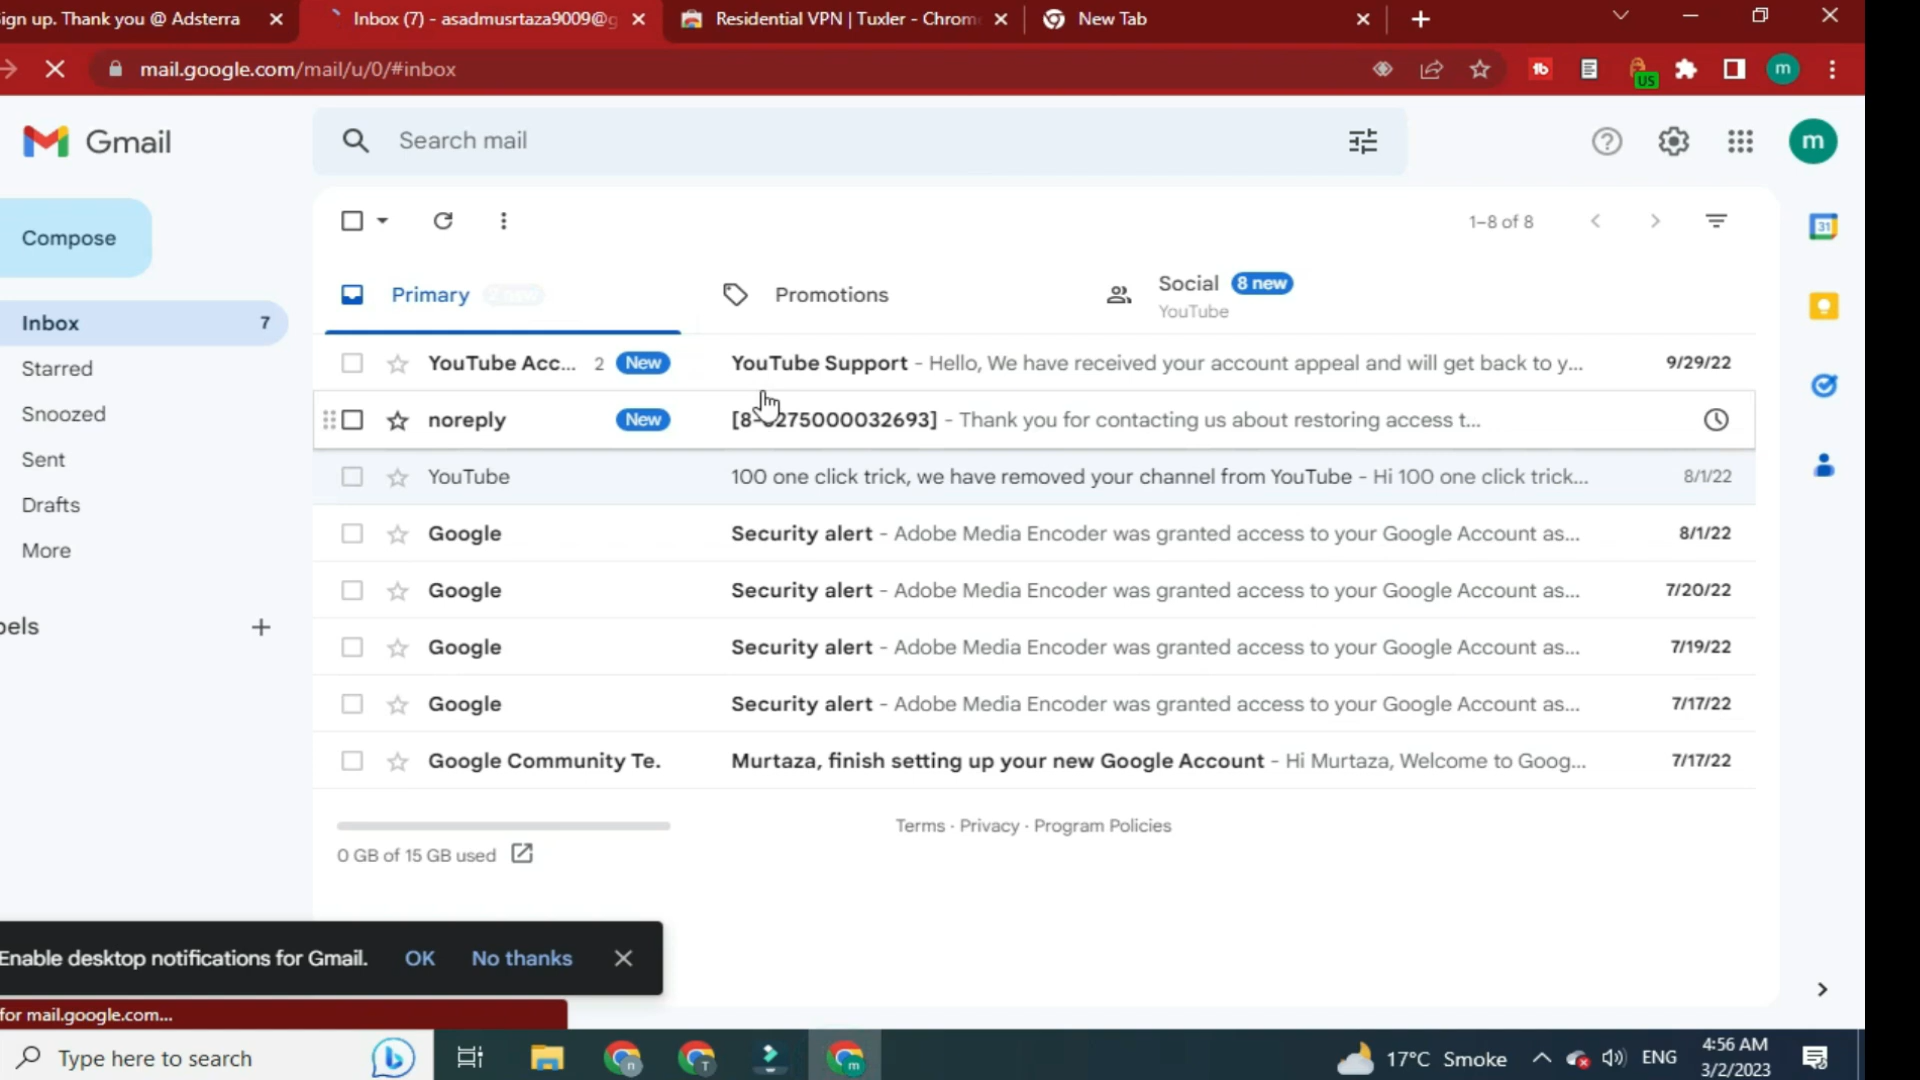 ign up. Thank you @ Adsterra
Inbox (7) - asadmusrtaza9009@g
Residential VPN | Tuxler - Chrom
New Tab
mail.google.com/mail/u/0/#inbox
US
m
Gmail
Search mail
m
Compose
1–8 of 8
31
Primary
2 new
Promotions
Social 8 new
YouTube
Inbox 7
Starred
Snoozed
Sent
Drafts
More
YouTube Acc... 2 New YouTube Support - Hello, We have received your account appeal and will get back to y... 9/29/22
noreply New 275000032693] - Thank you for contacting us about restoring access t...
YouTube 100 one click trick, we have removed your channel from YouTube - Hi 100 one click trick... 8/1/22
Google Security alert - Adobe Media Encoder was granted access to your Google Account as... 8/1/22
Google Security alert - Adobe Media Encoder was granted access to your Google Account as... 7/20/22
Google Security alert - Adobe Media Encoder was granted access to your Google Account as... 7/19/22
Google Security alert - Adobe Media Encoder was granted access to your Google Account as... 7/17/22
Google Community Te. Murtaza, finish setting up your new Google Account - Hi Murtaza, Welcome to Goog... 7/17/22
bels
Terms · Privacy · Program Policies
0 GB of 15 GB used
Enable desktop notifications for Gmail. OK No thanks
for mail.google.com...
Type here to search
n
T
m
17°C Smoke
ENG
4:56 AM
3/2/2023